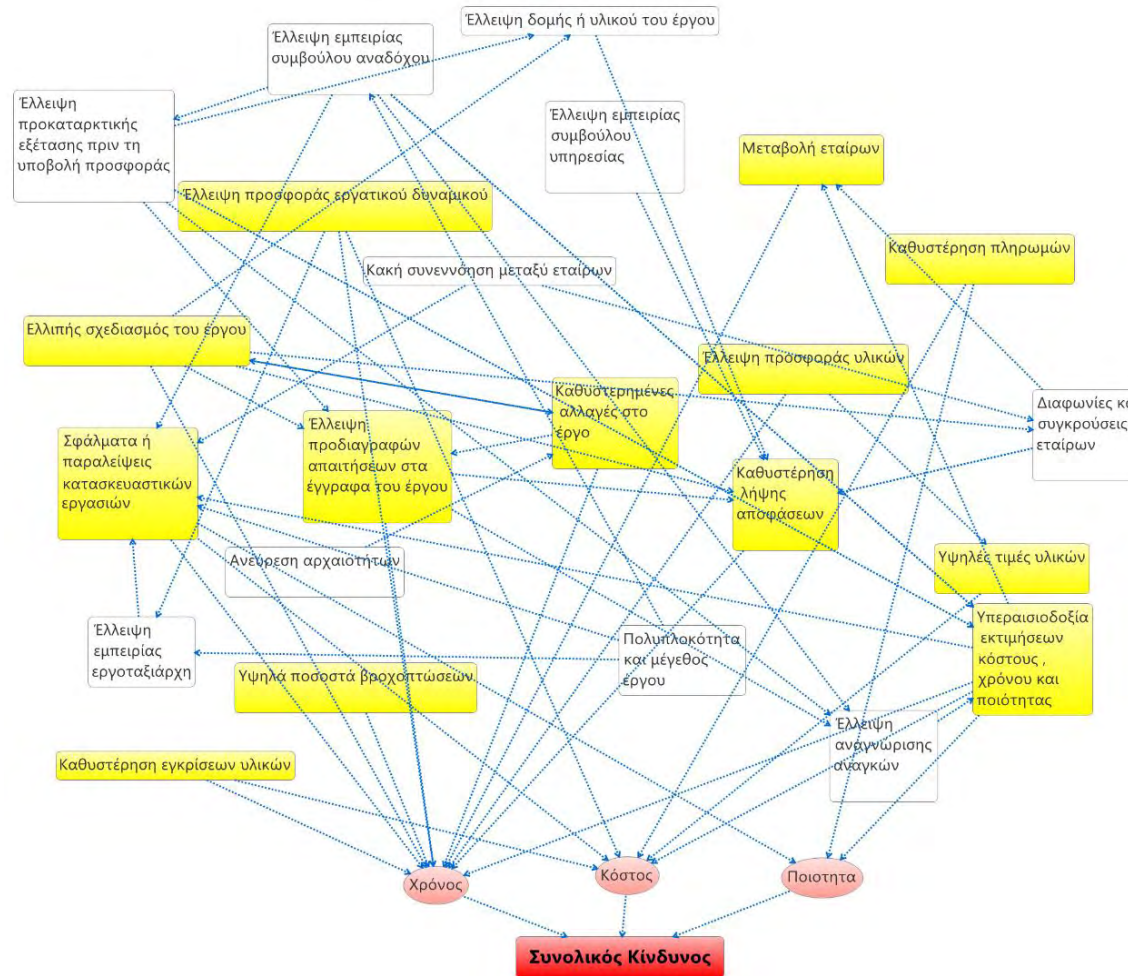 Έλλειψη δομής ή υλικού του έργου
Έλλειψη εμπειρίας
συμβούλου αναδόχου
Έλλειψη
προκαταρκτικής
εξέτασης πριν τη
υποβολή προσφοράς
Έλλειψη εμπειρίας
συμβούλου
υπηρεσίας
Μεταβολή εταίρων
Έλλειψη προσφοράς εργατικού δυναμικού
Καθυστέρηση πληρωμών
Κακή συνεννόηση μεταξύ εταίρων
Ελλιπής σχεδιασμός του έργου
Έλλειψη προσφοράς υλικών
Καθυστερημένες
αλλαγές στο
έργο
Διαφωνίες κα
συγκρούσεις
εταίρων
Έλλειψη
προδιαγραφών
απαιτήσεων στα
έγγραφα του έργου
Σφάλματα ή
παραλείψεις
κατασκευαστικών
εργασιών
Καθυστέρηση
λήψης
αποφάσεων
Ανεύρεση αρχαιοτήτων
Υψηλές τιμές υλικών
Έλλειψη
εμπειρίας
εργοταξιάρχη
Πολυπλοκότητα
και μέγεθος
έργου
Υπεραισιοδοξία
εκτιμήσεων
κόστους ,
χρόνου και
ποιότητας
Υψηλά ποσοστά βροχοπτώσεων
Έλλειψη
αναγνώρισης
αναγκών
Καθυστέρηση εγκρίσεων υλικών
Χρόνος
Κόστος
Ποιοτητα
Συνολικός Κίνδυνος